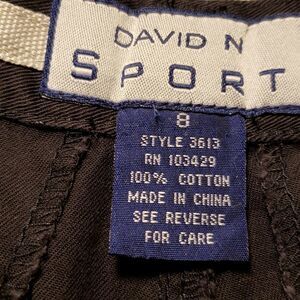 DAVID N
SPORT
8
STYLE 3613
RN 103429
100% COTTON
MADE IN CHINA
SEE REVERSE
FOR CARE